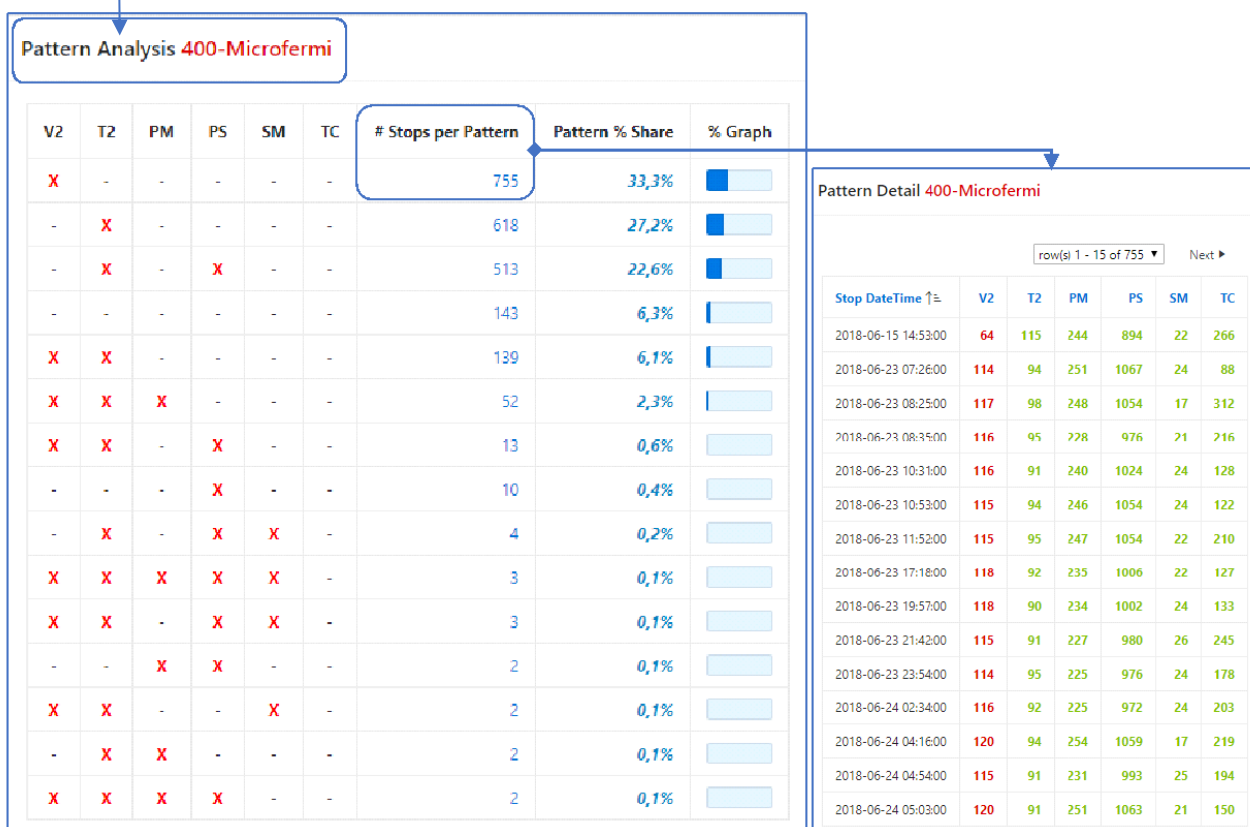 Pattern Analysis 400-Microfermi
V2 T2 PM PS SM TC # Stops per Pattern Pattern % Share % Graph
X - - - - - 755 33,3%
- X - - - - 618 27,2%
- X - X - - 513 22,6%
- - - - - - 143 6,3%
X X - - - - 139 6,1%
X X X - - - 52 2,3%
X X - X - - 13 0,6%
- - - X - - 10 0,4%
- X - X X - 4 0,2%
X X X X X - 3 0,1%
X X - X X - 3 0,1%
- - X X - - 2 0,1%
X X - - X - 2 0,1%
- X X - - - 2 0,1%
X X X X - - 2 0,1%
Pattern Detail 400-Microfermi
row(s) 1 - 15 of 755 ▼ Next ▶
Stop DateTime ↑ V2 T2 PM PS SM TC
2018-06-15 14:53:00 64 115 244 894 22 266
2018-06-23 07:26:00 114 94 251 1067 24 88
2018-06-23 08:25:00 117 98 248 1054 17 312
2018-06-23 08:35:00 116 95 228 976 21 216
2018-06-23 10:31:00 116 91 240 1024 24 128
2018-06-23 10:53:00 115 94 246 1054 24 122
2018-06-23 11:52:00 115 95 247 1054 22 210
2018-06-23 17:18:00 118 92 235 1006 22 127
2018-06-23 19:57:00 118 90 234 1002 24 133
2018-06-23 21:42:00 115 91 227 980 26 245
2018-06-23 23:54:00 114 95 225 976 24 178
2018-06-24 02:34:00 116 92 225 972 24 203
2018-06-24 04:16:00 120 94 254 1059 17 219
2018-06-24 04:54:00 115 91 231 993 25 194
2018-06-24 05:03:00 120 91 251 1063 21 150